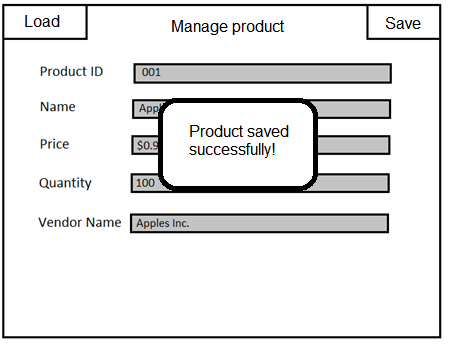 Load Manage product Save
Product ID 001
Name
Price
Product saved
successfully!
Quantity 100
Vendor Name Apples Inc.